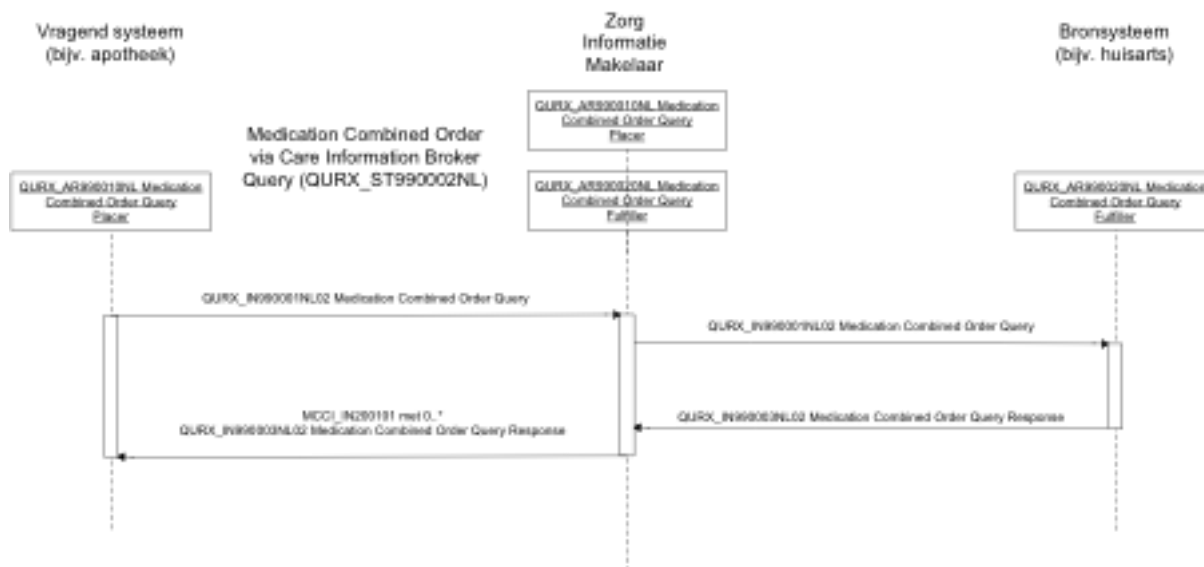 Vragend systeem
(bijv. apotheek)
Zorg
Informatie
Makelaar
Bronsysteem
(bijv. huisarts)
QURX_AR990010NL Medication
Combined Order Query
Placer
Medication Combined Order
via Care Information Broker
Query (QURX_ST990002NL)
QURX_AR990010NL Medication
Combined Order Query
Placer
QURX_AR990020NL Medication
Combined Order Query
Fulfiller
QURX_AR990020NL Medication
Combined Order Query
Fulfiller
QURX_IN990001NL02 Medication Combined Order Query
QURX_IN990001NL02 Medication Combined Order Query
MCCI_IN200101 met 0..*
QURX_IN990003NL02 Medication Combined Order Query Response
QURX_IN990003NL02 Medication Combined Order Query Response